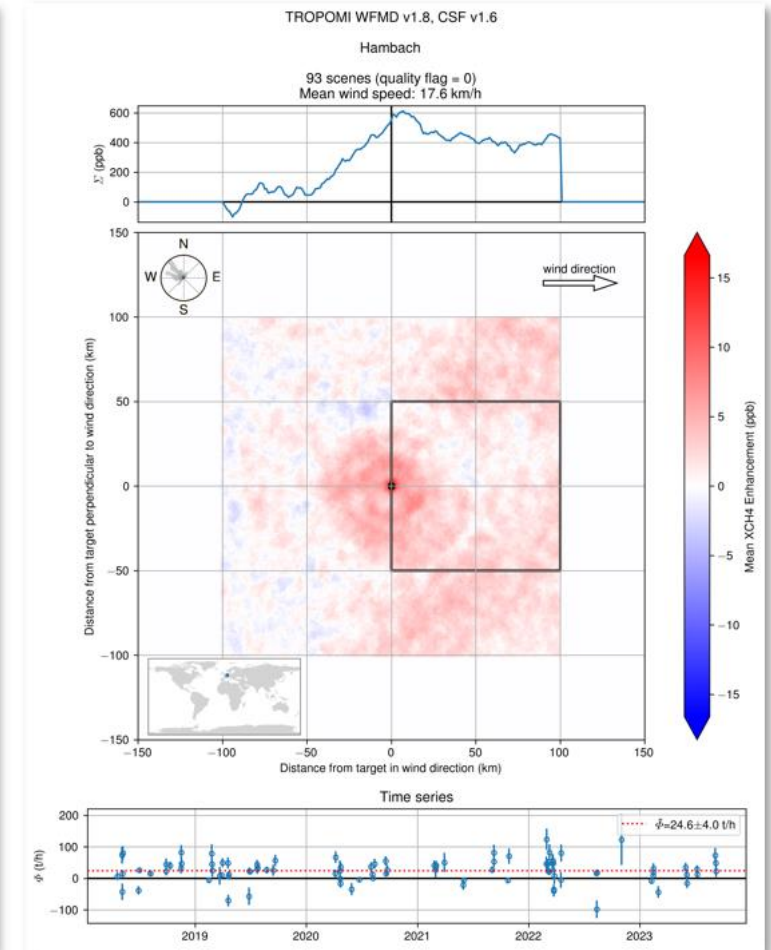 TROPOMI WFMD v1.8, CSF v1.6
Hambach
93 scenes (quality flag = 0)
Mean wind speed: 17.6 km/h
600
400
200
0
Σ (ppb)
150
100
50
0
−50
−100
−150
Distance from target perpendicular to wind direction (km)
N
W E
S
wind direction
−150 −100 −50 0 50 100 150
Distance from target in wind direction (km)
15
10
5
0
−5
−10
−15
Mean XCH4 Enhancement (ppb)
Time series
200
100
0
−100
Φ (t/h)
Φ̄=24.6±4.0 t/h
2019 2020 2021 2022 2023